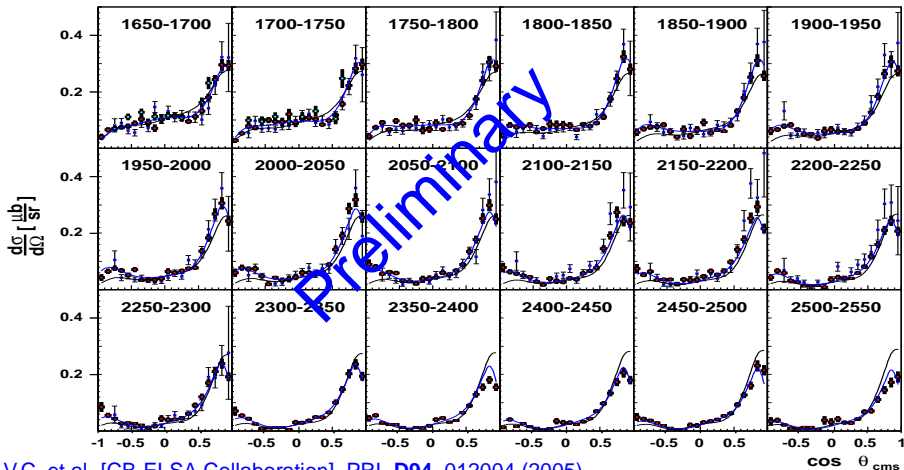 1650-1700 1700-1750 1750-1800 1800-1850 1850-1900 1900-1950
0.4
0.2
1950-2000 2000-2050 2050-2100 2100-2150 2150-2200 2200-2250
0.4
0.2
dσ/dΩ [μb/sr]
Preliminary
2250-2300 2300-2350 2350-2400 2400-2450 2450-2500 2500-2550
0.4
0.2
-1 -0.5 0 0.5 -0.5 0 0.5 -0.5 0 0.5 -0.5 0 0.5 -0.5 0 0.5 -0.5 0 0.5 1
cos θ cms
V.C. et al. [CB-ELSA Collaboration], PRL D94, 012004 (2005)